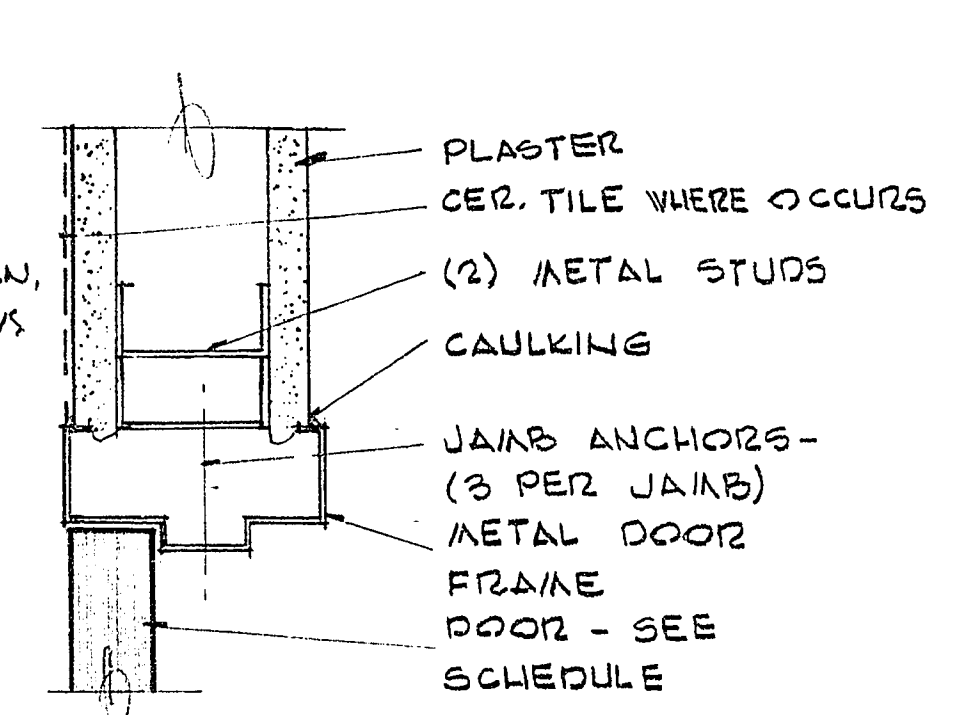 PLASTER
CER. TILE WHERE OCCURS
(2) METAL STUDS
CAULKING
JAMB ANCHORS-
(3 PER JAMB)
METAL DOOR
FRAME
DOOR - SEE
SCHEDULE